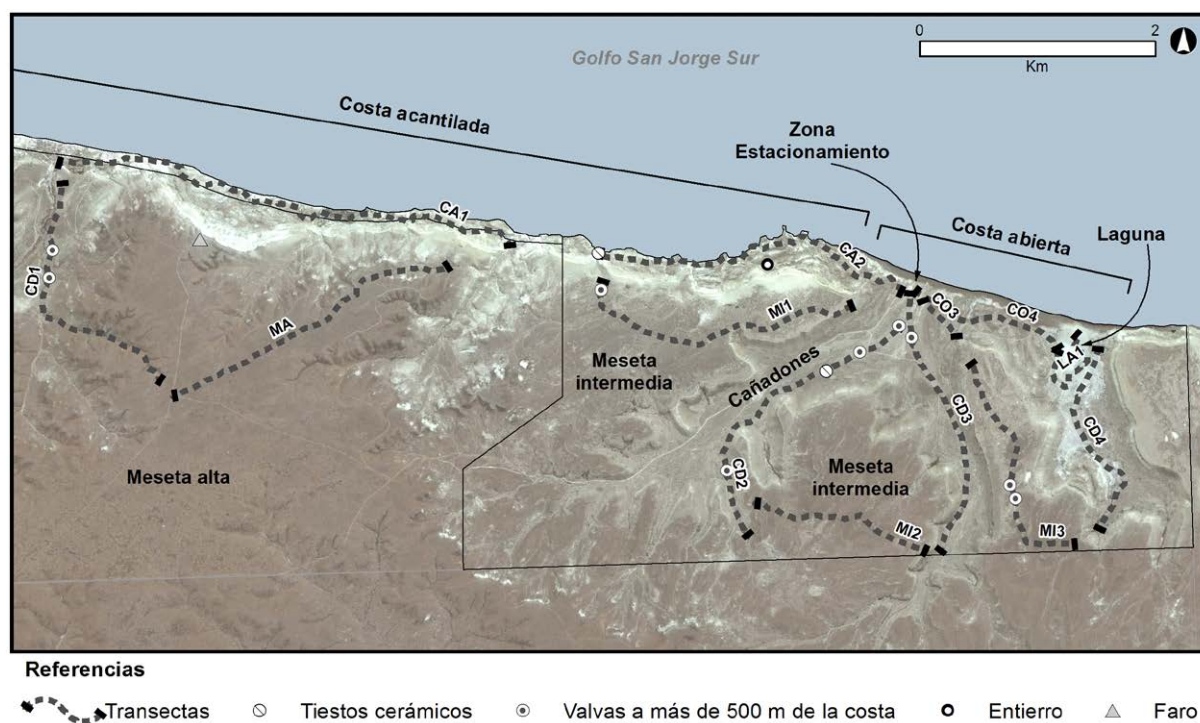 0
2
Km
Golfo San Jorge Sur
Costa acantilada
Zona
Estacionamiento
Costa abierta
Laguna
CA1
CA2
CO3
CO4
LA1
CD1
MA
MI1
Meseta
intermedia
Cañadones
CD3
CD4
Meseta alta
Meseta
intermedia
CD2
MI2
MI3
Referencias
Transectas
Tiestos cerámicos
Valvas a más de 500 m de la costa
Entierro
Faro